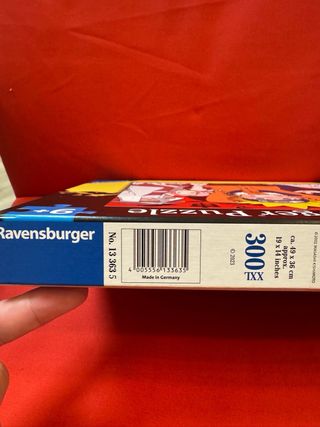 9+
ger Puzzle
Ravensburger
No. 13 363 5
4 005556 133635
Made in Germany
© 2023
300
XXL
ca. 49 x 36 cm
approx.
19 x 14 inches